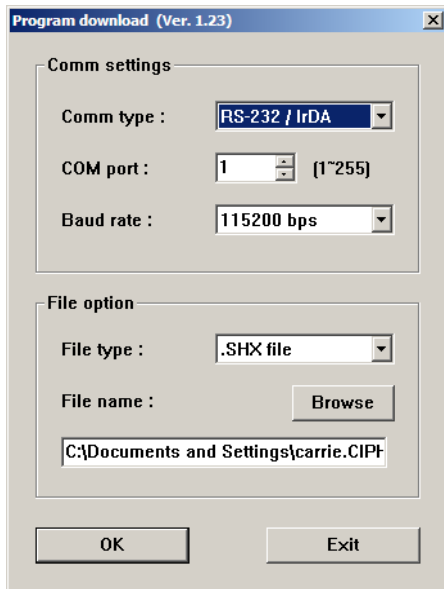 Program download (Ver. 1.23)
Comm settings
Comm type : RS-232 / IrDA
COM port : 1 (1~255)
Baud rate : 115200 bps
File option
File type : .SHX file
File name : Browse
C:\Documents and Settings\carrie.CIPH
OK Exit